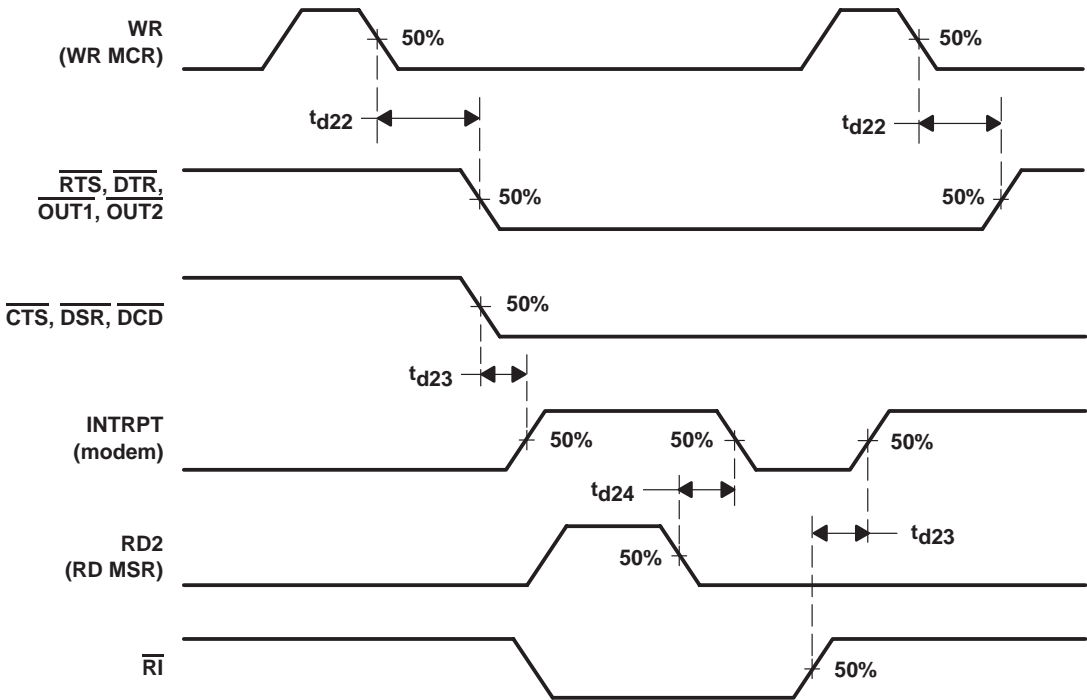 WR
(WR MCR)
50%
50%
td22
td22
RTS, DTR,
OUT1, OUT2
50%
50%
CTS, DSR, DCD
50%
td23
INTRPT
(modem)
50%
50%
50%
td24
td23
RD2
(RD MSR)
50%
RI
50%